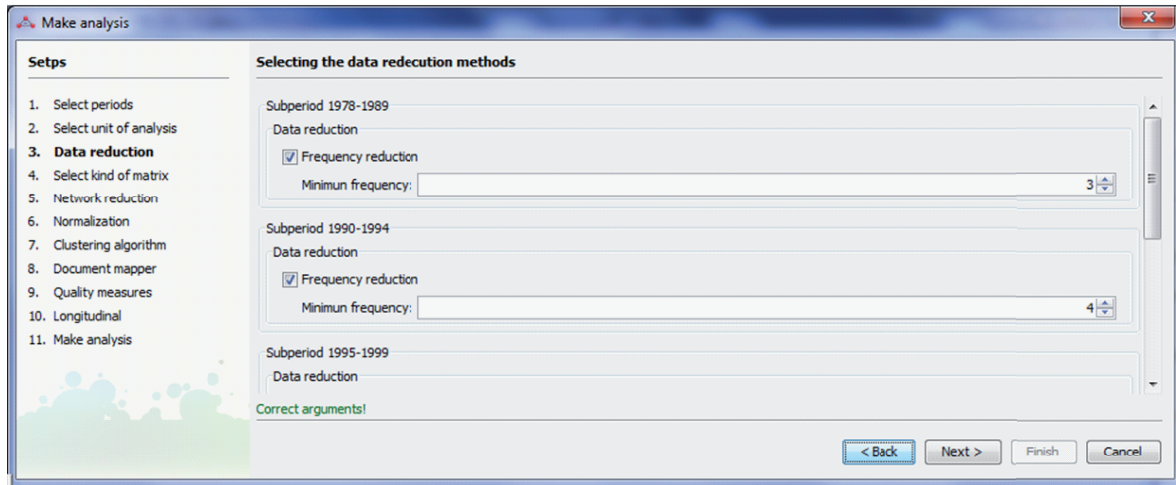 Make analysis
Setps
1. Select periods
2. Select unit of analysis
3. Data reduction
4. Select kind of matrix
5. Network reduction
6. Normalization
7. Clustering algorithm
8. Document mapper
9. Quality measures
10. Longitudinal
11. Make analysis
Selecting the data redecution methods
Subperiod 1978-1989
Data reduction
Frequency reduction
Minimun frequency: 3
Subperiod 1990-1994
Data reduction
Frequency reduction
Minimun frequency: 4
Subperiod 1995-1999
Data reduction
Correct arguments!
< Back Next > Finish Cancel